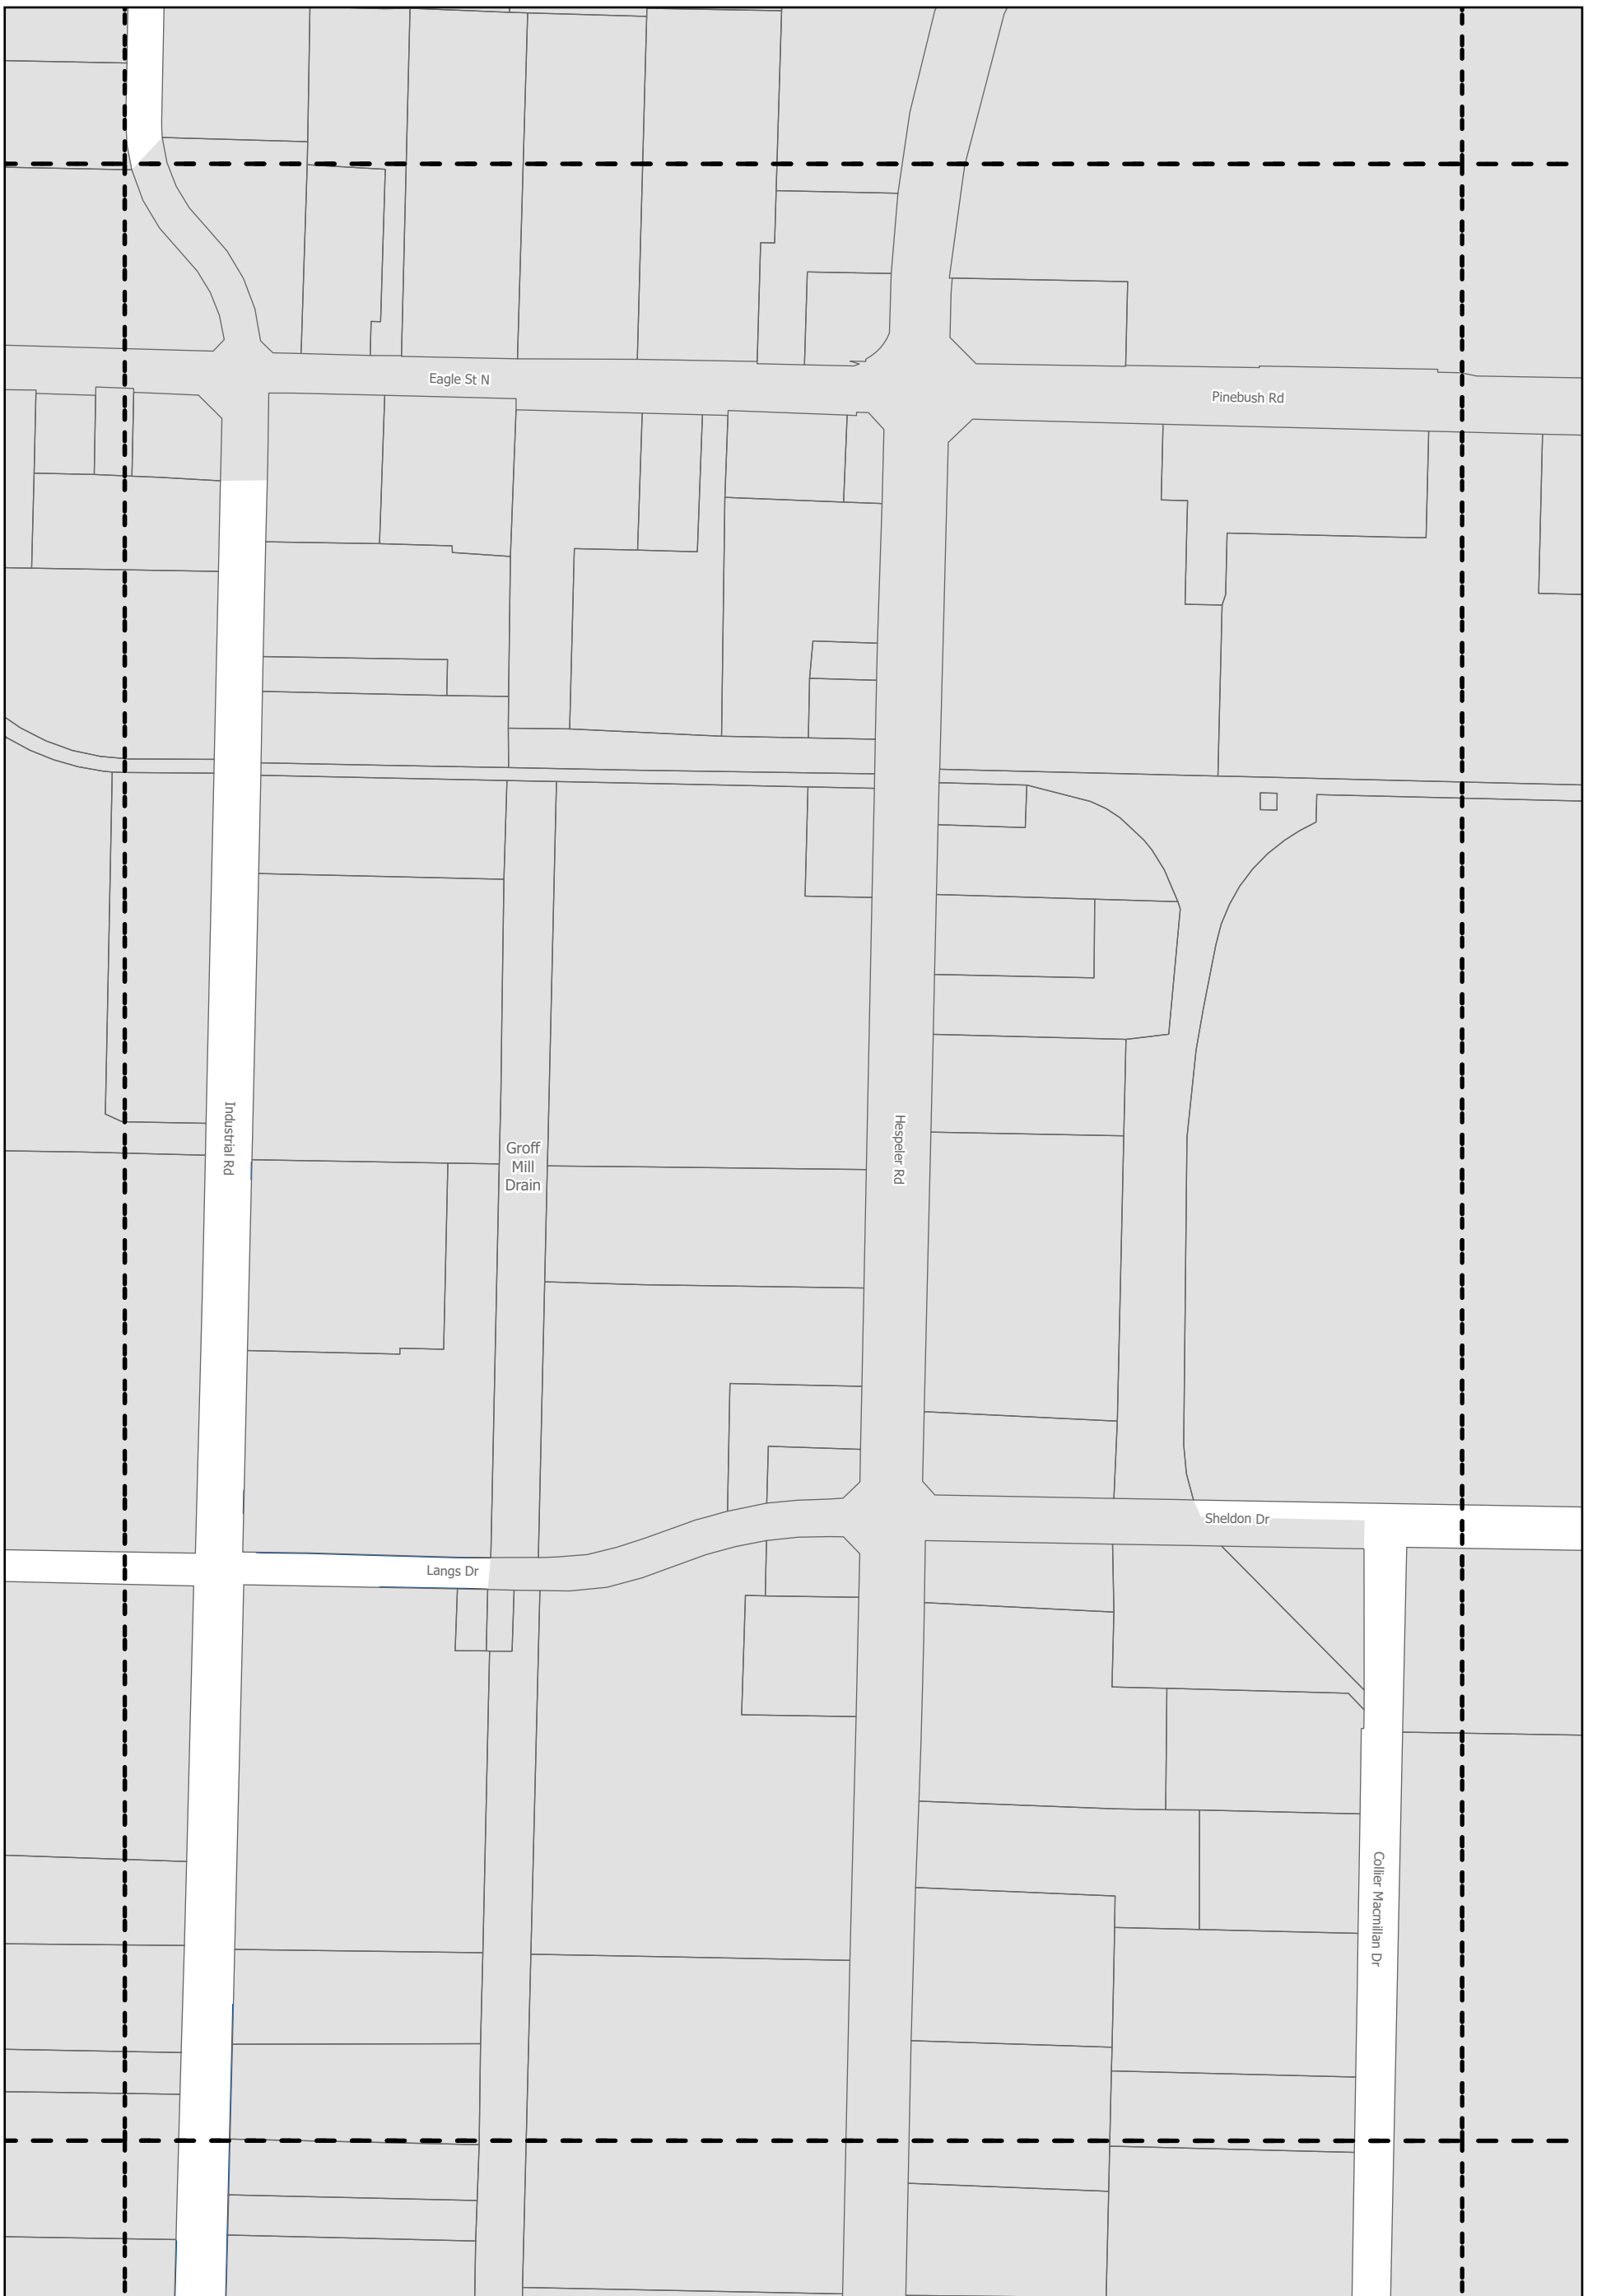 Eagle St N
Pinebush Rd
Industrial Rd
Groff
Mill
Drain
Hespeler Rd
Sheldon Dr
Langs Dr
Collier Macmillan Dr